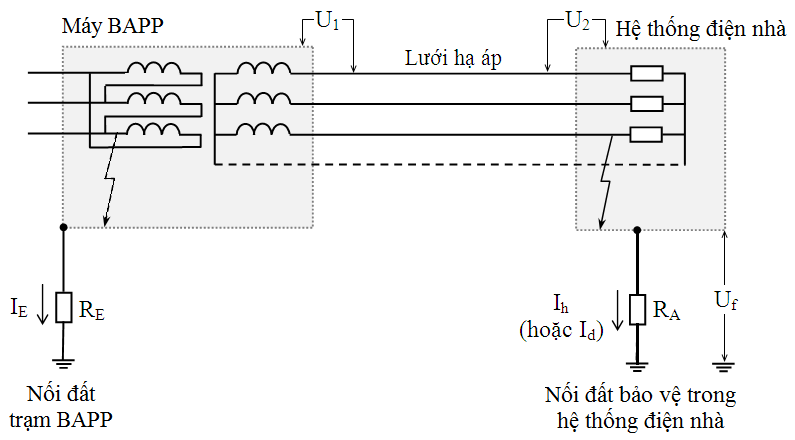 Máy BAPP
U1
U2
Hệ thống điện nhà
Lưới hạ áp
IE
RE
Ih
(hoặc Id)
RA
Uf
Nối đất
trạm BAPP
Nối đất bảo vệ trong
hệ thống điện nhà